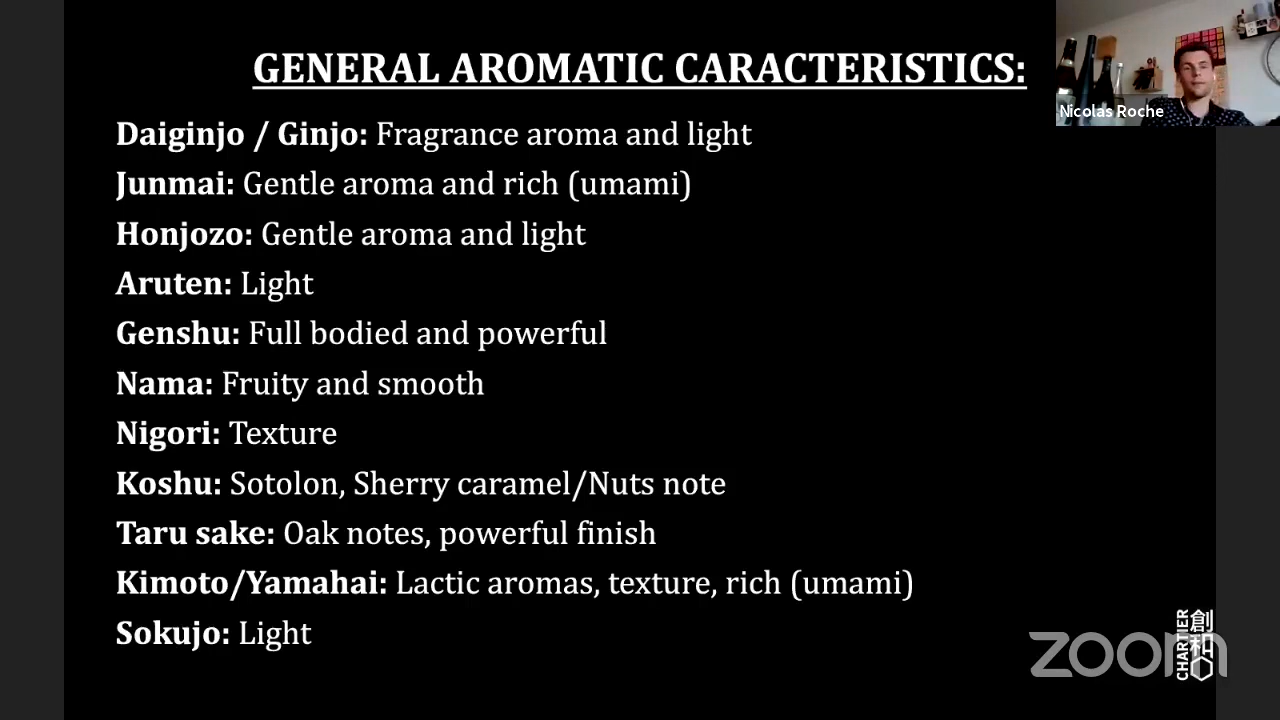 GENERAL AROMATIC CARACTERISTICS:
Nicolas Roche
Daiginjo / Ginjo: Fragrance aroma and light
Junmai: Gentle aroma and rich (umami)
Honjozo: Gentle aroma and light
Aruten: Light
Genshu: Full bodied and powerful
Nama: Fruity and smooth
Nigori: Texture
Koshu: Sotolon, Sherry caramel/Nuts note
Taru sake: Oak notes, powerful finish
Kimoto/Yamahai: Lactic aromas, texture, rich (umami)
Sokujo: Light
CHARTIER
創和
zoom